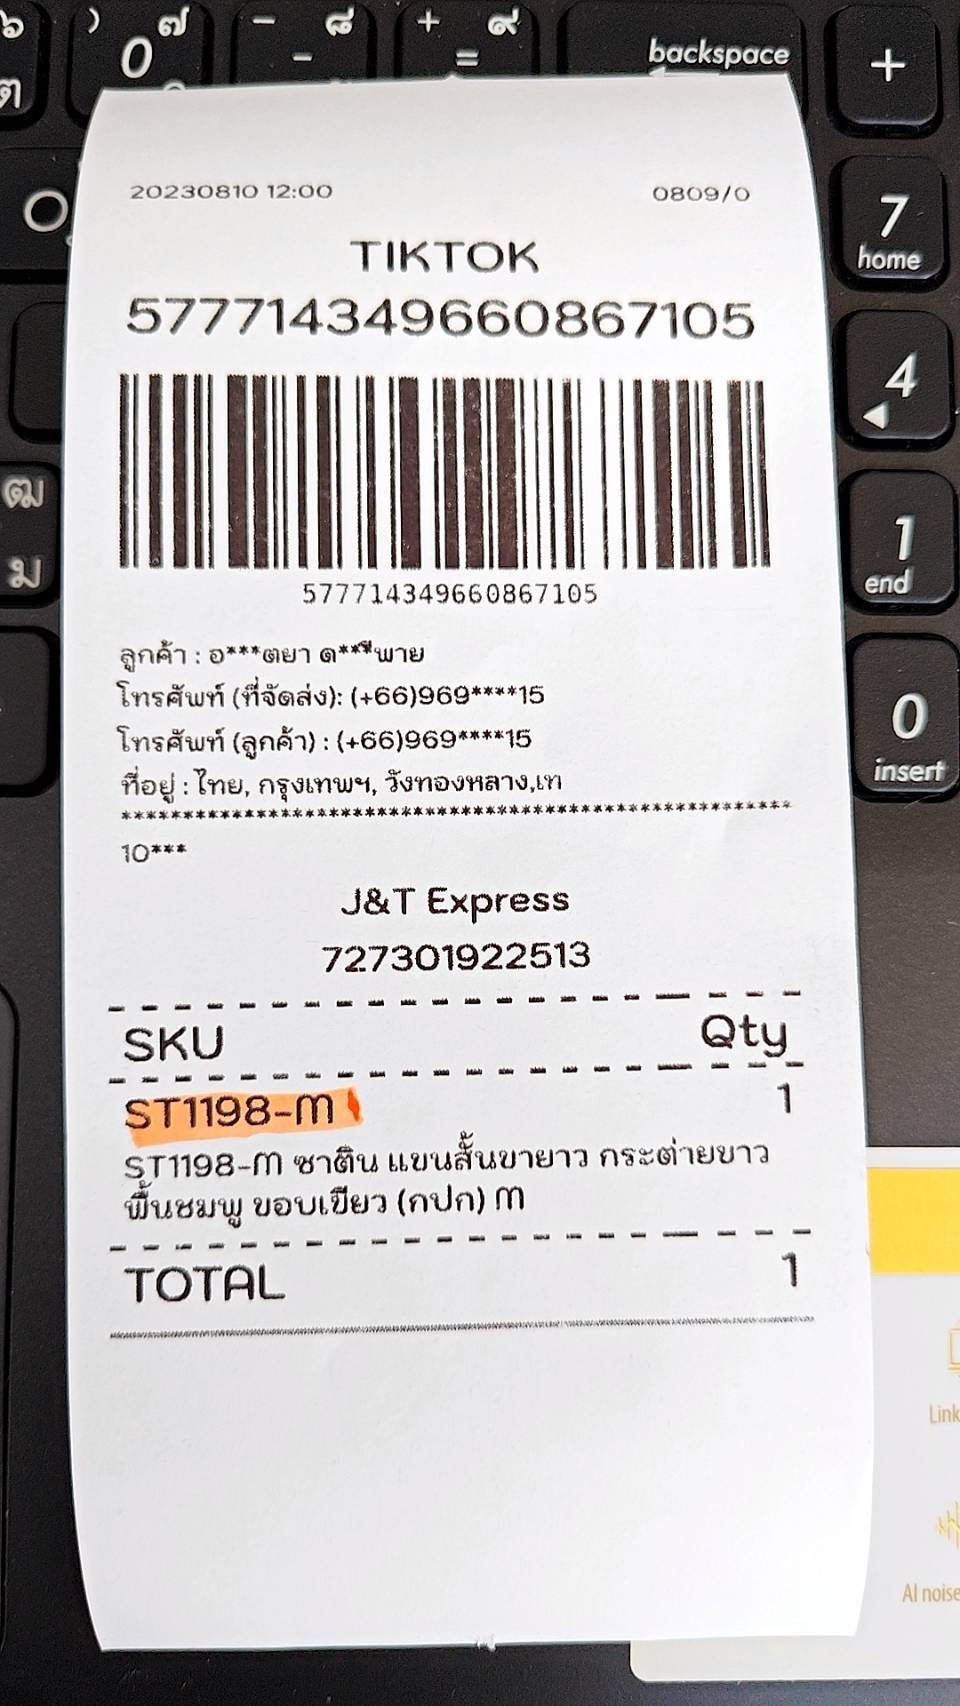 ๖
ต
) ๗
0
- ๘
-
+ ๙
=
backspace
+
7
home
4
1
end
0
insert
ฒ
ม
20230810 12:00 0809/0
TIKTOK
577714349660867105
577714349660867105
ลูกค้า : อ***ตยา ด***ีพาย
โทรศัพท์ (ที่จัดส่ง): (+66)969****15
โทรศัพท์ (ลูกค้า) : (+66)969****15
ที่อยู่ : ไทย, กรุงเทพฯ, วังทองหลาง,เท
10***
J&T Express
727301922513
SKU Qty
ST1198-M 1
ST1198-M ซาติน แขนสั้นขายาว กระต่ายขาว
พื้นชมพู ขอบเขียว (กปก) M
TOTAL 1
Link
AI noise